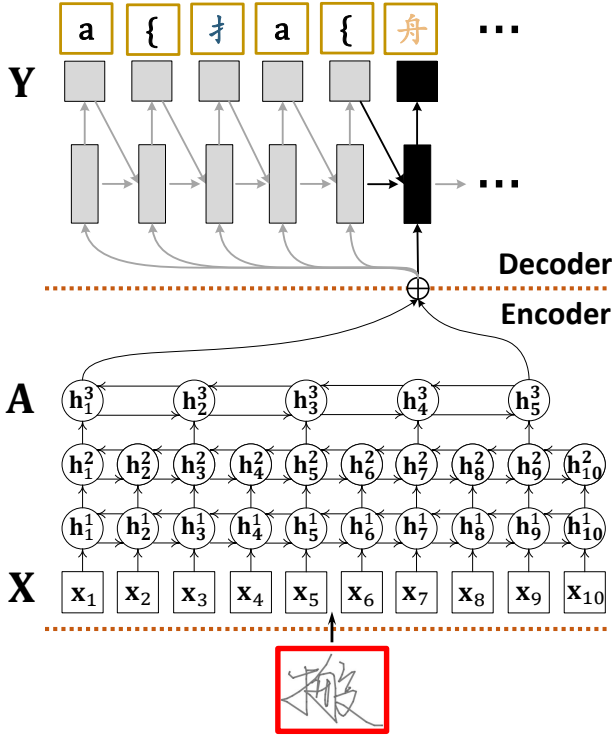 a { 扌 a { 舟 ...
Y
...
Decoder
Encoder
A h₁³ h₂³ h₃³ h₄³ h₅³
h₁² h₂² h₃² h₄² h₅² h₆² h₇² h₈² h₉² h₁₀²
h₁¹ h₂¹ h₃¹ h₄¹ h₅¹ h₆¹ h₇¹ h₈¹ h₉¹ h₁₀¹
X x₁ x₂ x₃ x₄ x₅ x₆ x₇ x₈ x₉ x₁₀
搬